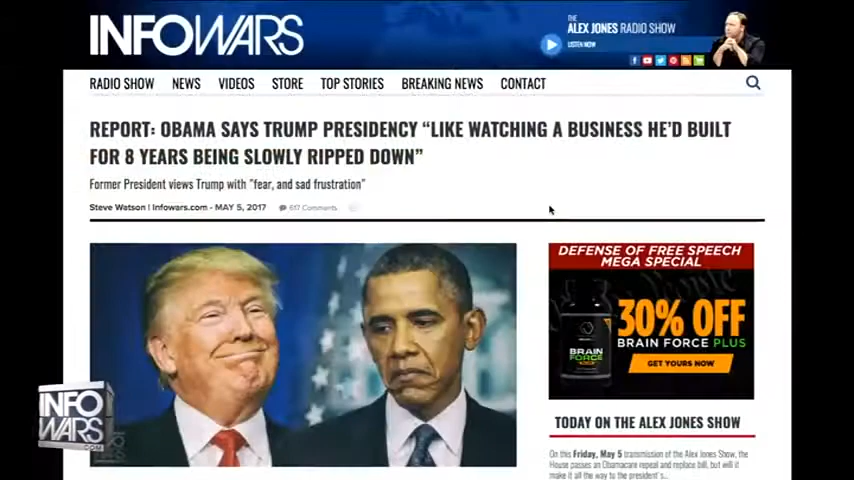 INFOWARS
THE
ALEX JONES RADIO SHOW
LISTEN NOW
RADIO SHOW NEWS VIDEOS STORE TOP STORIES BREAKING NEWS CONTACT
REPORT: OBAMA SAYS TRUMP PRESIDENCY “LIKE WATCHING A BUSINESS HE’D BUILT
FOR 8 YEARS BEING SLOWLY RIPPED DOWN”
Former President views Trump with "fear, and sad frustration"
Steve Watson | Infowars.com - MAY 5, 2017 617 Comments
DEFENSE OF FREE SPEECH
MEGA SPECIAL
30% OFF
BRAIN FORCE PLUS
GET YOURS NOW
BRAIN
FORCE
INFO
WARS
.COM
TODAY ON THE ALEX JONES SHOW
On this Friday, May 5 transmission of the Alex Jones Show, the
House passes an Obamacare repeal and replace bill, but will it
make it all the way to the president's...